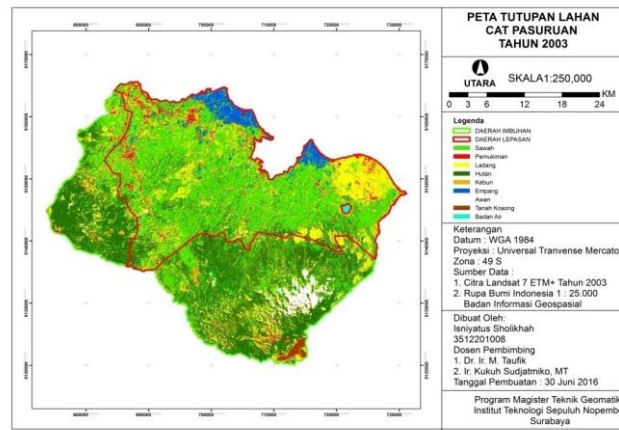 PETA TUTUPAN LAHAN
CAT PASURUAN
TAHUN 2003
UTARA
SKALA1:250,000
KM
0 3 6 12 18 24
Legenda
DAERAH IMBUHAN
DAERAH LEPASAN
Sawah
Pemukiman
Ladang
Hutan
Kebun
Empang
Awan
Tanah Kosong
Badan Air
Keterangan
Datum : WGA 1984
Proyeksi : Universal Tranvense Mercato
Zona : 49 S
Sumber Data :
1. Citra Landsat 7 ETM+ Tahun 2003
2. Rupa Bumi Indonesia 1 : 25.000
Badan Informasi Geospasial
Dibuat Oleh:
Isniyatus Sholikhah
3512201008
Dosen Pembimbing
1. Dr. Ir. M. Taufik
2. Ir. Kukuh Sudjatmiko, MT
Tanggal Pembuatan : 30 Juni 2016
Program Magister Teknik Geomatik
Institut Teknologi Sepuluh Nopemb
Surabaya